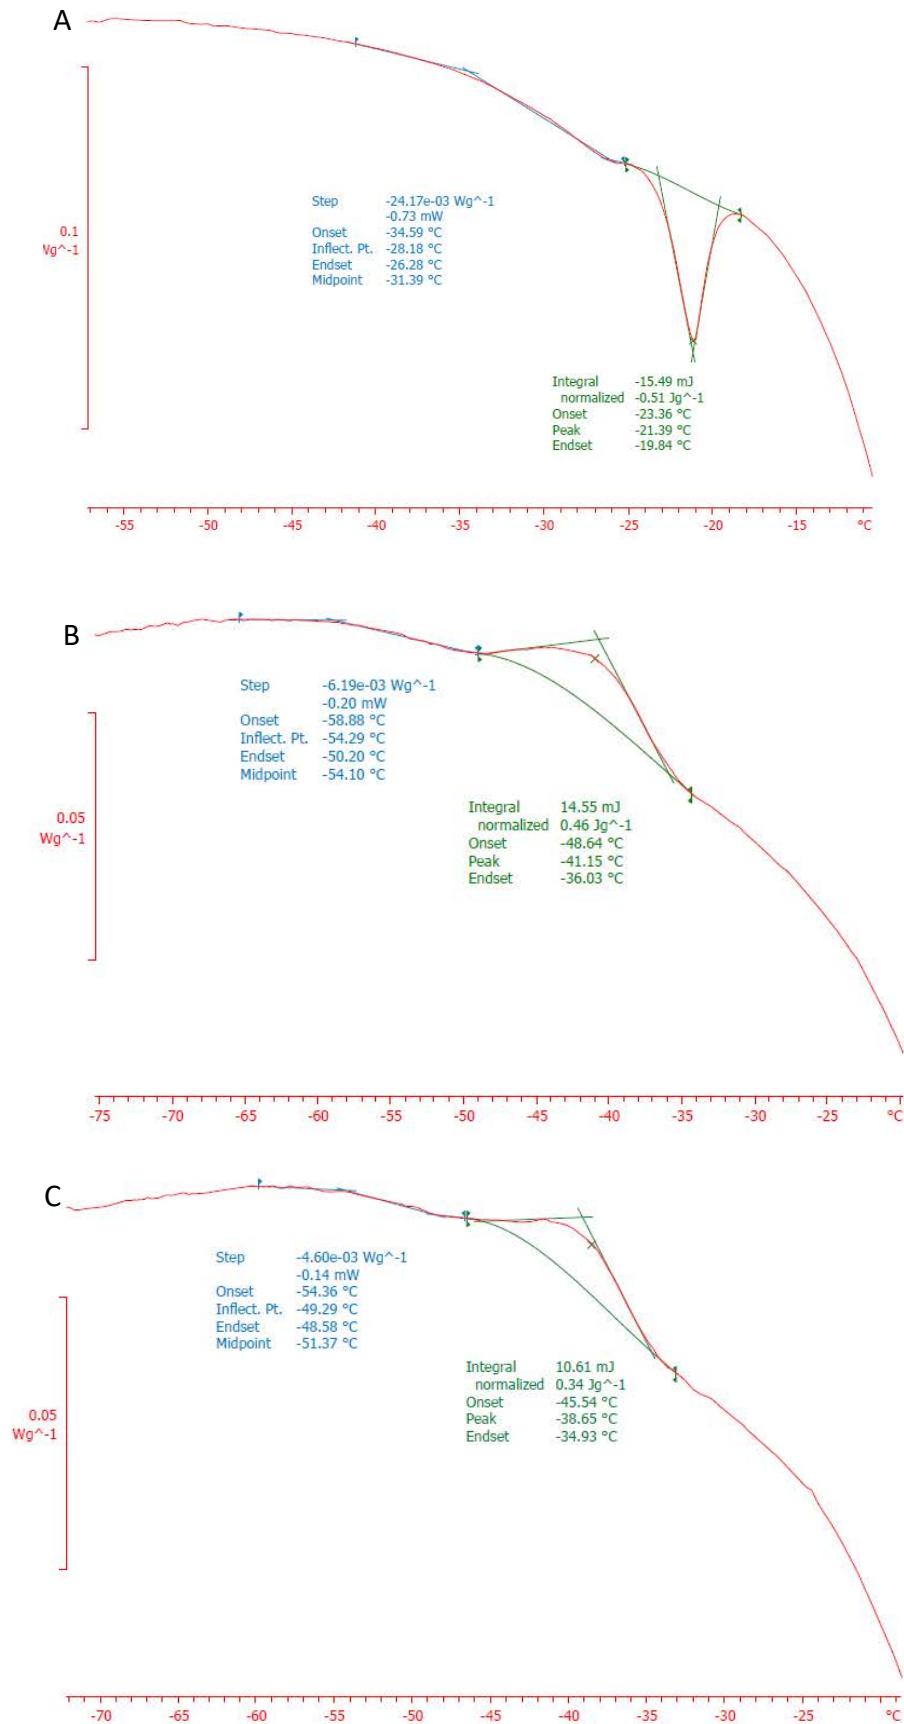 A
Step -24.17e-03 Wg^-1
-0.73 mW
Onset -34.59 °C
Inflect. Pt. -28.18 °C
Endset -26.28 °C
Midpoint -31.39 °C
0.1
Wg^-1
Integral -15.49 mJ
normalized -0.51 Jg^-1
Onset -23.36 °C
Peak -21.39 °C
Endset -19.84 °C
-55 -50 -45 -40 -35 -30 -25 -20 -15 °C
B
Step -6.19e-03 Wg^-1
-0.20 mW
Onset -58.88 °C
Inflect. Pt. -54.29 °C
Endset -50.20 °C
Midpoint -54.10 °C
0.05
Wg^-1
Integral 14.55 mJ
normalized 0.46 Jg^-1
Onset -48.64 °C
Peak -41.15 °C
Endset -36.03 °C
-75 -70 -65 -60 -55 -50 -45 -40 -35 -30 -25 °C
C
Step -4.60e-03 Wg^-1
-0.14 mW
Onset -54.36 °C
Inflect. Pt. -49.29 °C
Endset -48.58 °C
Midpoint -51.37 °C
Integral 10.61 mJ
normalized 0.34 Jg^-1
Onset -45.54 °C
Peak -38.65 °C
Endset -34.93 °C
0.05
Wg^-1
-70 -65 -60 -55 -50 -45 -40 -35 -30 -25 °C